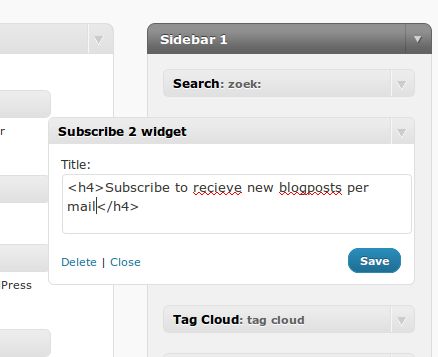 Sidebar 1
Search: zoek:
r
Subscribe 2 widget
Title:
<h4>Subscribe to recieve new blogposts per
mail</h4>
Delete | Close
Save
Press
Tag Cloud: tag cloud